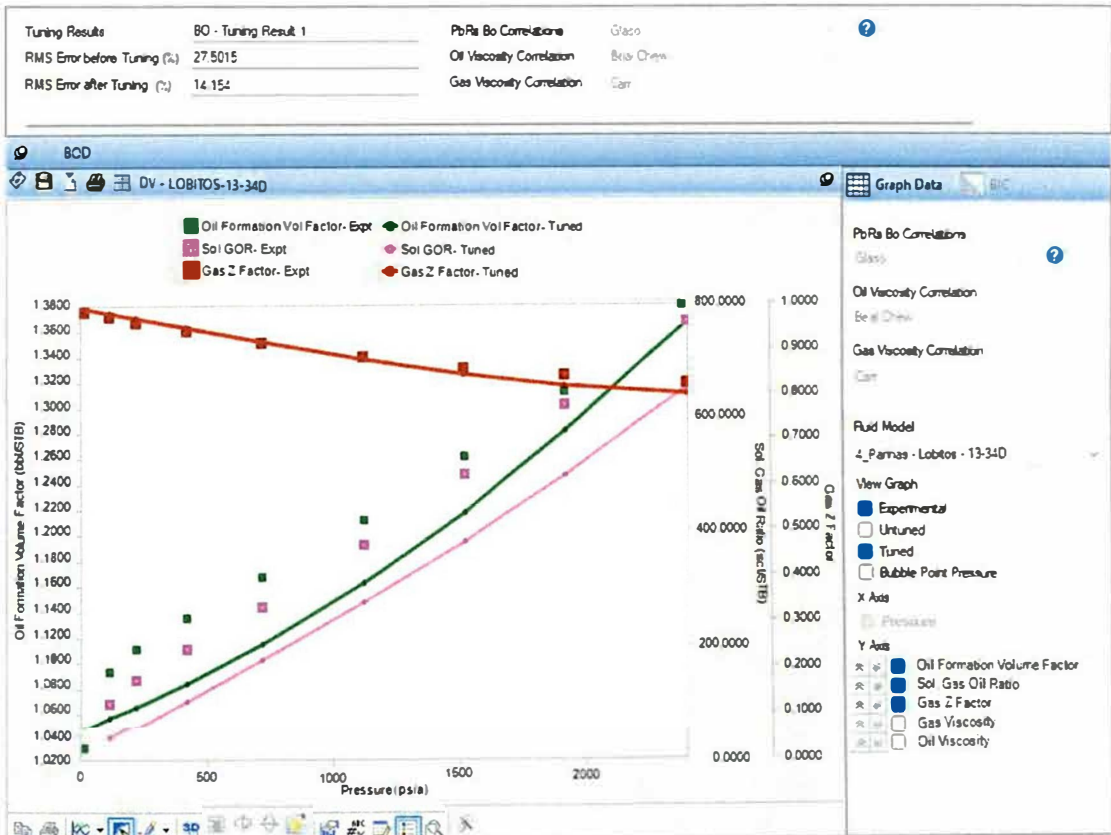 Tuning Results BO - Tuning Result 1 Pb Rs Bo Correlations Glaso
RMS Error before Tuning (%) 27.5015 Oil Viscosity Correlation Beal Chew
RMS Error after Tuning (%) 14.154 Gas Viscosity Correlation Carr
BOD
DV - LOBITOS-13-34D
Graph Data
Oil Formation Vol Factor- Expt Oil Formation Vol Factor- Tuned
Sol GOR- Expt Sol GOR- Tuned
Gas Z Factor- Expt Gas Z Factor- Tuned
Oil Formation Volume Factor (bbl/STB)
1.3800
1.3600
1.3400
1.3200
1.3000
1.2800
1.2600
1.2400
1.2200
1.2000
1.1800
1.1600
1.1400
1.1200
1.1000
1.0800
1.0600
1.0400
1.0200
0 500 1000 1500 2000
Pressure(psia)
800.0000
600.0000
400.0000
200.0000
0.0000
Sol. Gas Oil Ratio (scf/STB)
1.0000
0.9000
0.8000
0.7000
0.6000
0.5000
0.4000
0.3000
0.2000
0.1000
0.0000
Gas Z Factor
Pb Rs Bo Correlations
Glaso
Oil Viscosity Correlation
Beal Chew
Gas Viscosity Correlation
Carr
Fluid Model
4_Parinas - Lobitos - 13-34D
View Graph
Experimental
Untuned
Tuned
Bubble Point Pressure
X Axis
Pressure
Y Axis
Oil Formation Volume Factor
Sol. Gas Oil Ratio
Gas Z Factor
Gas Viscosity
Oil Viscosity
3D